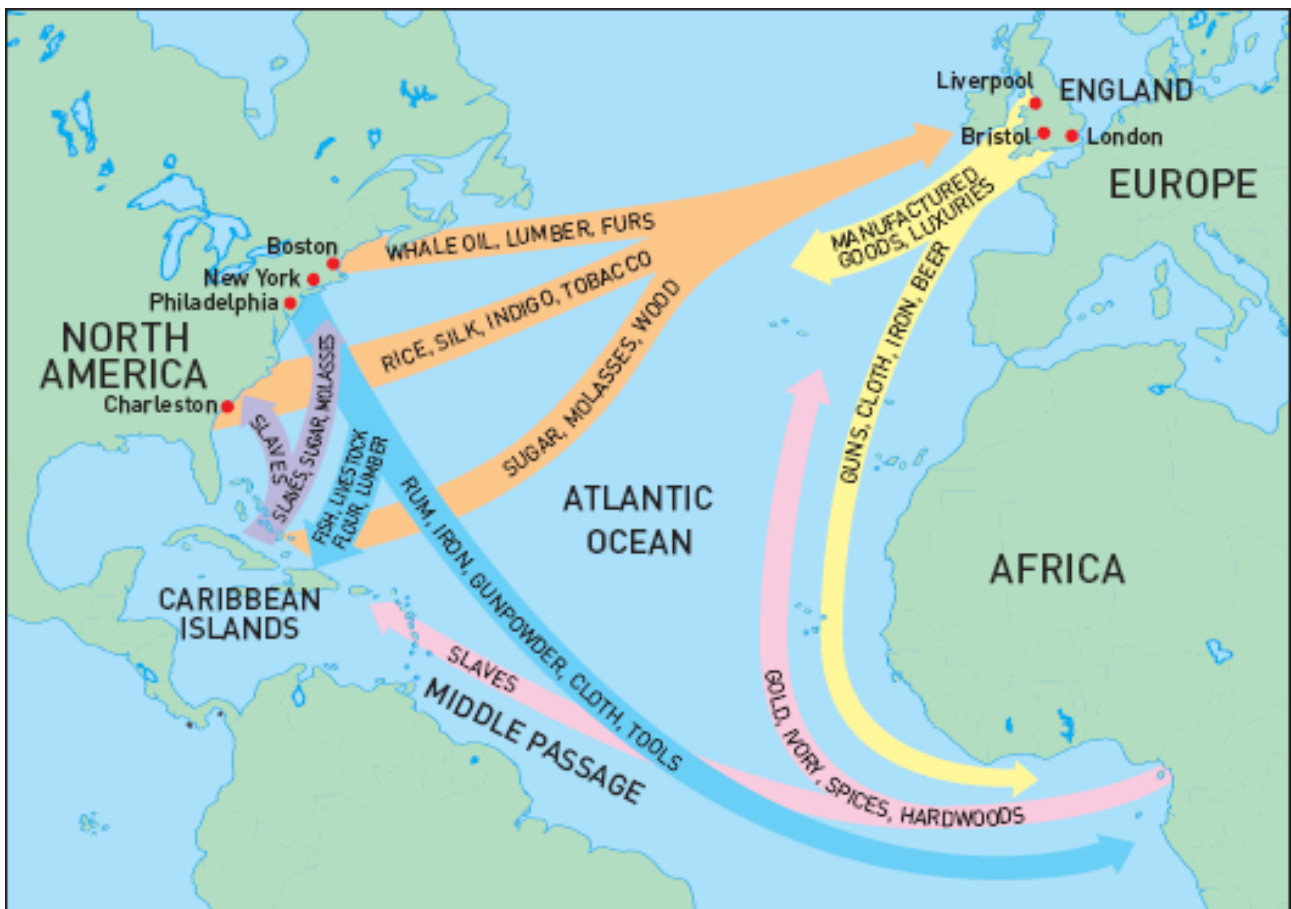 Liverpool
ENGLAND
Bristol
London
EUROPE
MANUFACTURED
GOODS, LUXURIES
WHALE OIL, LUMBER, FURS
Boston
New York
Philadelphia
RICE, SILK, INDIGO, TOBACCO
NORTH
AMERICA
Charleston
SUGAR, MOLASSES, WOOD
GUNS, CLOTH, IRON, BEER
SLAVES
SLAVES, SUGAR, MOLASSES
FISH, LIVESTOCK
FLOUR, LUMBER
RUM, IRON, GUNPOWDER, CLOTH, TOOLS
ATLANTIC
OCEAN
AFRICA
CARIBBEAN
ISLANDS
SLAVES
MIDDLE PASSAGE
GOLD, IVORY, SPICES, HARDWOODS